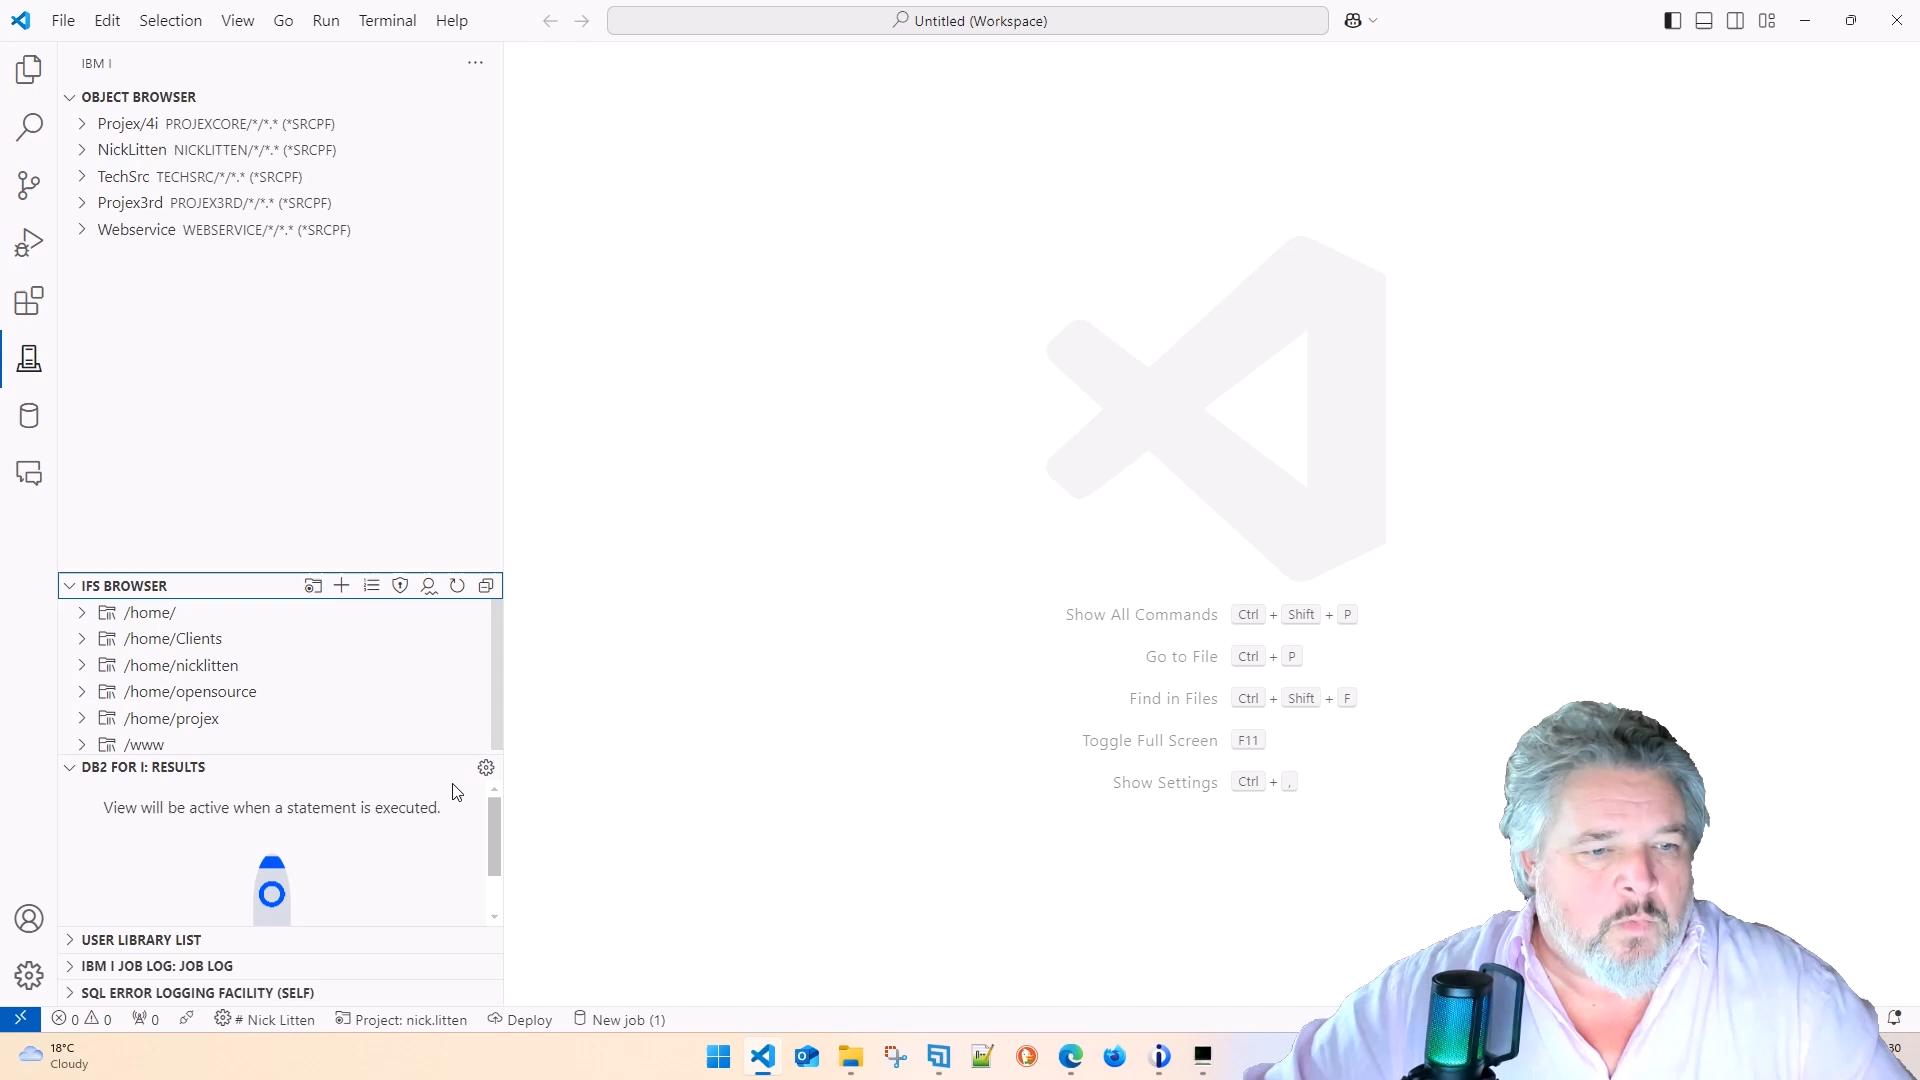 File Edit Selection View Go Run Terminal Help
Untitled (Workspace)
IBM I
OBJECT BROWSER
Projex/4i PROJEXCORE/*/*.* (*SRCPF)
NickLitten NICKLITTEN/*/*.* (*SRCPF)
TechSrc TECHSRC/*/*.* (*SRCPF)
Projex3rd PROJEX3RD/*/*.* (*SRCPF)
Webservice WEBSERVICE/*/*.* (*SRCPF)
IFS BROWSER
/home/
/home/Clients
/home/nicklitten
/home/opensource
/home/projex
/www
DB2 FOR I: RESULTS
View will be active when a statement is executed.
USER LIBRARY LIST
IBM I JOB LOG: JOB LOG
SQL ERROR LOGGING FACILITY (SELF)
Show All Commands Ctrl + Shift + P
Go to File Ctrl + P
Find in Files Ctrl + Shift + F
Toggle Full Screen F11
Show Settings Ctrl + ,
0 0 0 # Nick Litten Project: nick.litten Deploy New job (1)
18°C
Cloudy
30